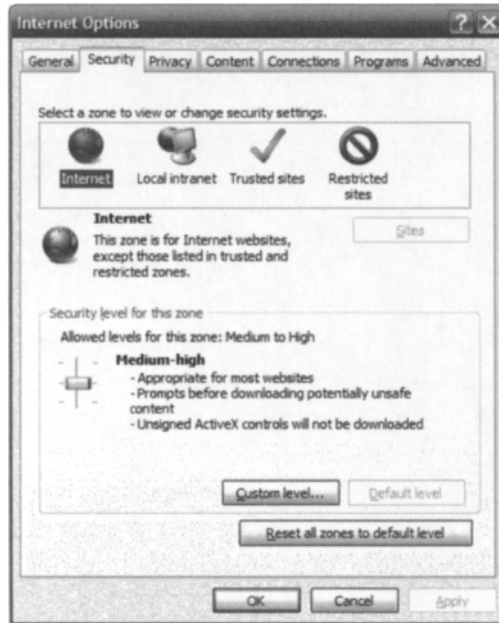 Internet Options
General Security Privacy Content Connections Programs Advanced
Select a zone to view or change security settings.
Internet Local intranet Trusted sites Restricted sites
Internet
Sites
This zone is for Internet websites,
except those listed in trusted and
restricted zones.
Security level for this zone
Allowed levels for this zone: Medium to High
Medium-high
- Appropriate for most websites
- Prompts before downloading potentially unsafe
content
- Unsigned ActiveX controls will not be downloaded
Custom level... Default level
Reset all zones to default level
OK Cancel Apply